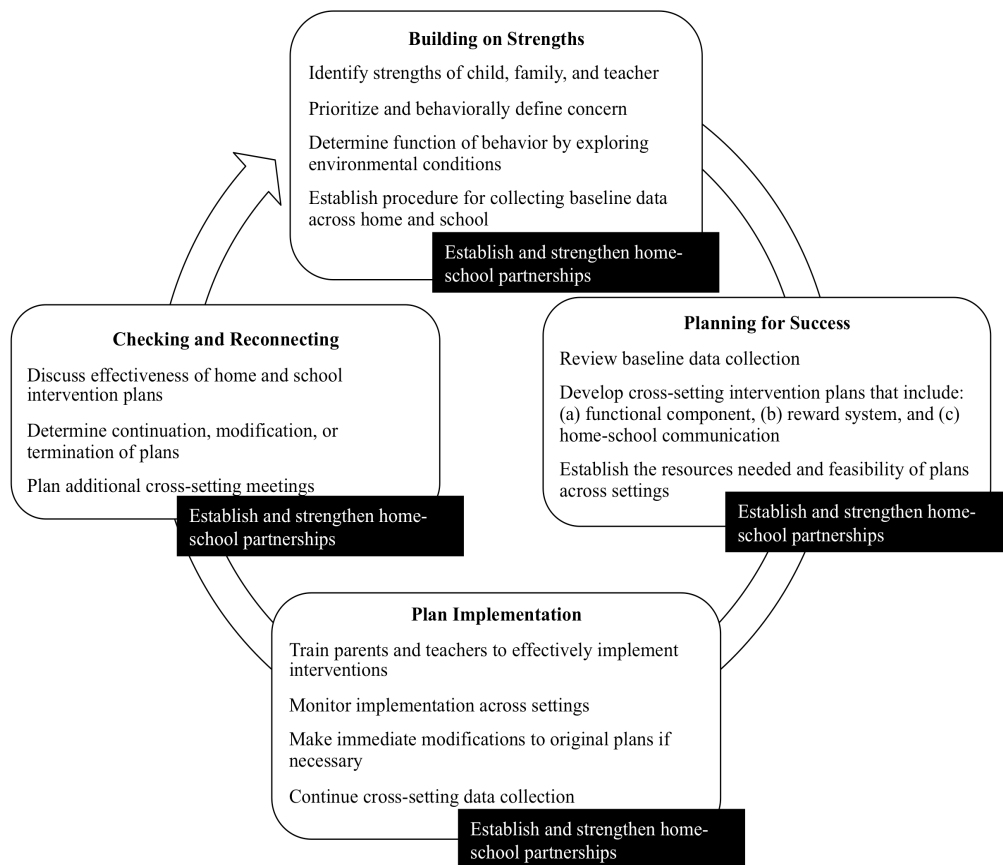 Building on Strengths
Identify strengths of child, family, and teacher
Prioritize and behaviorally define concern
Determine function of behavior by exploring
environmental conditions
Establish procedure for collecting baseline data
across home and school
Establish and strengthen home-
school partnerships
Planning for Success
Review baseline data collection
Develop cross-setting intervention plans that include:
(a) functional component, (b) reward system, and (c)
home-school communication
Establish the resources needed and feasibility of plans
across settings
Establish and strengthen home-
school partnerships
Plan Implementation
Train parents and teachers to effectively implement
interventions
Monitor implementation across settings
Make immediate modifications to original plans if
necessary
Continue cross-setting data collection
Establish and strengthen home-
school partnerships
Checking and Reconnecting
Discuss effectiveness of home and school
intervention plans
Determine continuation, modification, or
termination of plans
Plan additional cross-setting meetings
Establish and strengthen home-
school partnerships